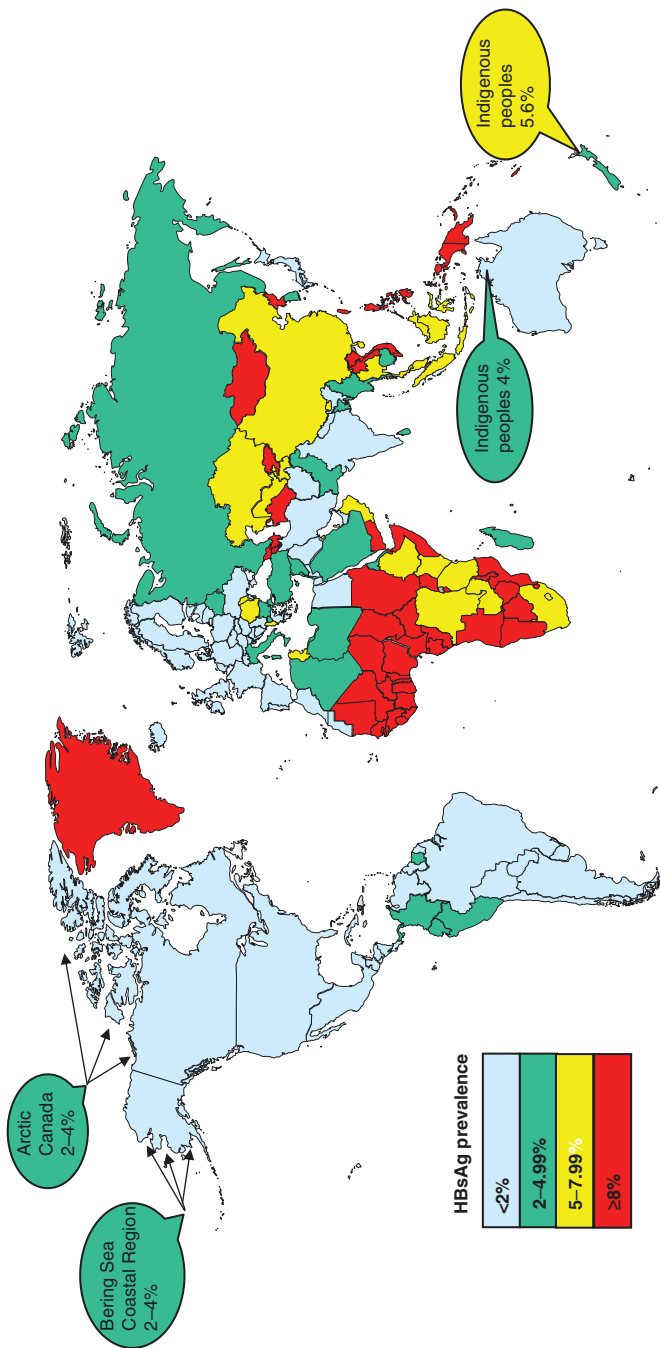 Arctic
Canada
2–4%
Bering Sea
Coastal Region
2–4%
Indigenous
peoples
5.6%
Indigenous
peoples 4%
HBsAg prevalence
<2%
2–4.99%
5–7.99%
≥8%